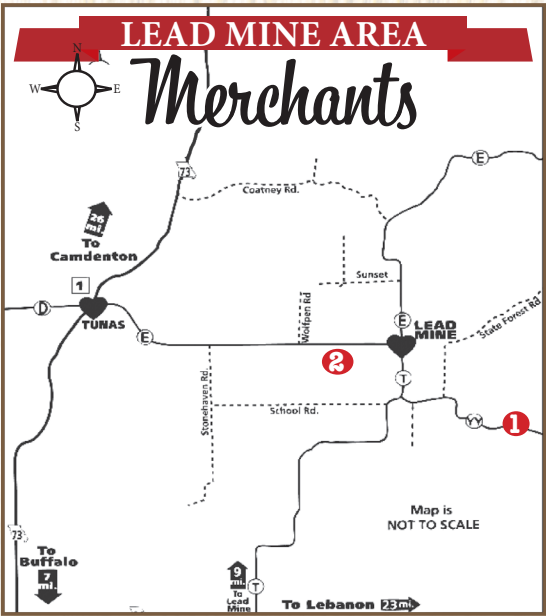 LEAD MINE AREA
Merchants
N
W
E
S
73
E
Coatney Rd.
26
mi.
To
Camdenton
Sunset
1
D
TUNAS
E
Wolfpen Rd
E
LEAD
MINE
State Forest Rd.
2
T
Stonehaven Rd.
School Rd.
YY
1
Map is
NOT TO SCALE
73
To
Buffalo
7
mi.
9
mi.
To
Lead
Mine
T
To Lebanon
23mi.